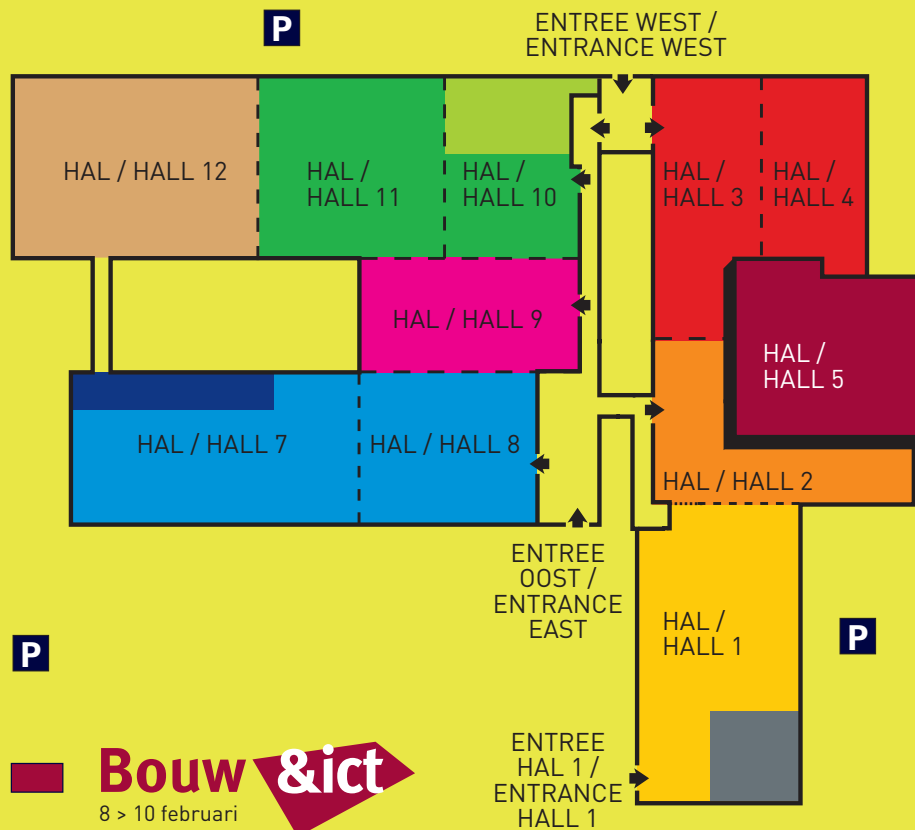 P
ENTREE WEST /
ENTRANCE WEST
HAL / HALL 12
HAL /
HALL 11
HAL /
HALL 10
HAL /
HALL 3
HAL /
HALL 4
HAL / HALL 9
HAL /
HALL 5
HAL / HALL 7
HAL / HALL 8
HAL / HALL 2
ENTREE
OOST /
ENTRANCE
EAST
HAL /
HALL 1
P
P
ENTREE
HAL 1 /
ENTRANCE
HALL 1
Bouw &ict
8 > 10 februari